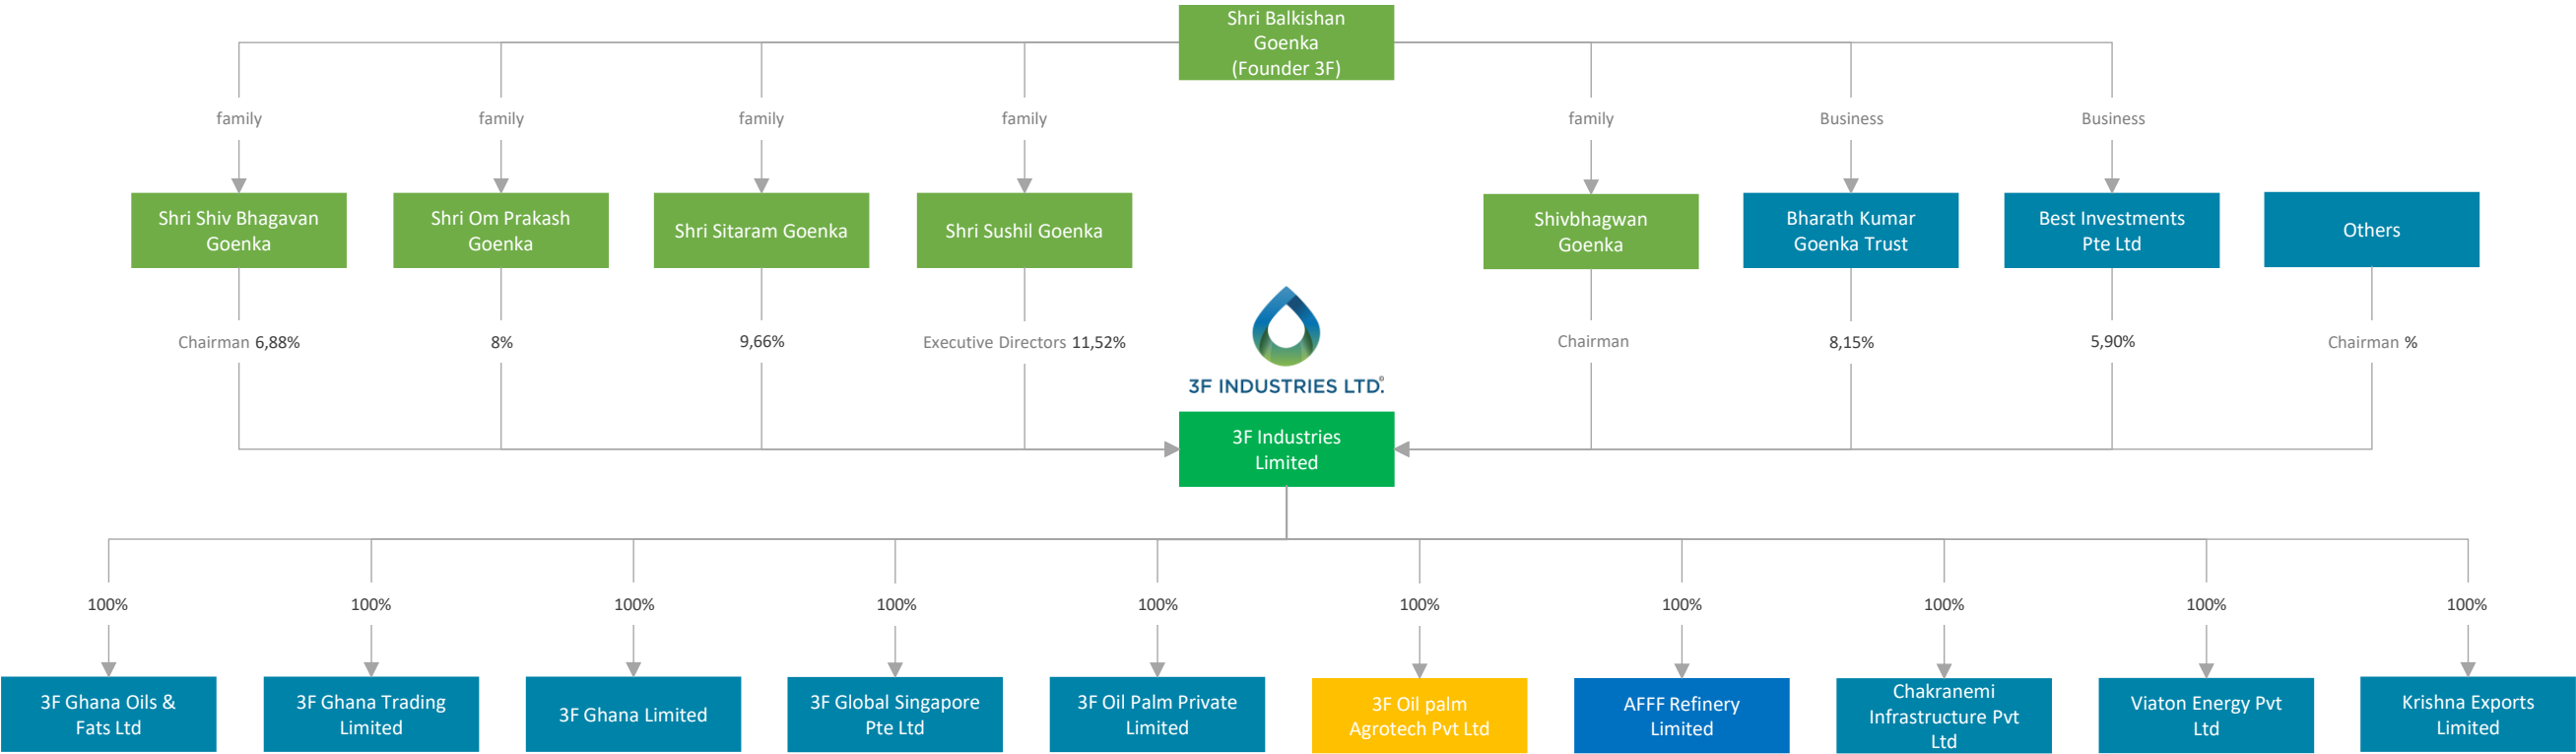 Shri Balkishan
Goenka
(Founder 3F)
family
family
family
family
family
Business
Business
Shri Shiv Bhagavan
Goenka
Shri Om Prakash
Goenka
Shri Sitaram Goenka
Shri Sushil Goenka
Shivbhagwan
Goenka
Bharath Kumar
Goenka Trust
Best Investments
Pte Ltd
Others
Chairman 6,88%
8%
9,66%
Executive Directors 11,52%
Chairman
8,15%
5,90%
Chairman %
3F INDUSTRIES LTD.®
3F Industries
Limited
100%
100%
100%
100%
100%
100%
100%
100%
100%
100%
3F Ghana Oils &
Fats Ltd
3F Ghana Trading
Limited
3F Ghana Limited
3F Global Singapore
Pte Ltd
3F Oil Palm Private
Limited
3F Oil palm
Agrotech Pvt Ltd
AFFF Refinery
Limited
Chakranemi
Infrastructure Pvt
Ltd
Viaton Energy Pvt
Ltd
Krishna Exports
Limited